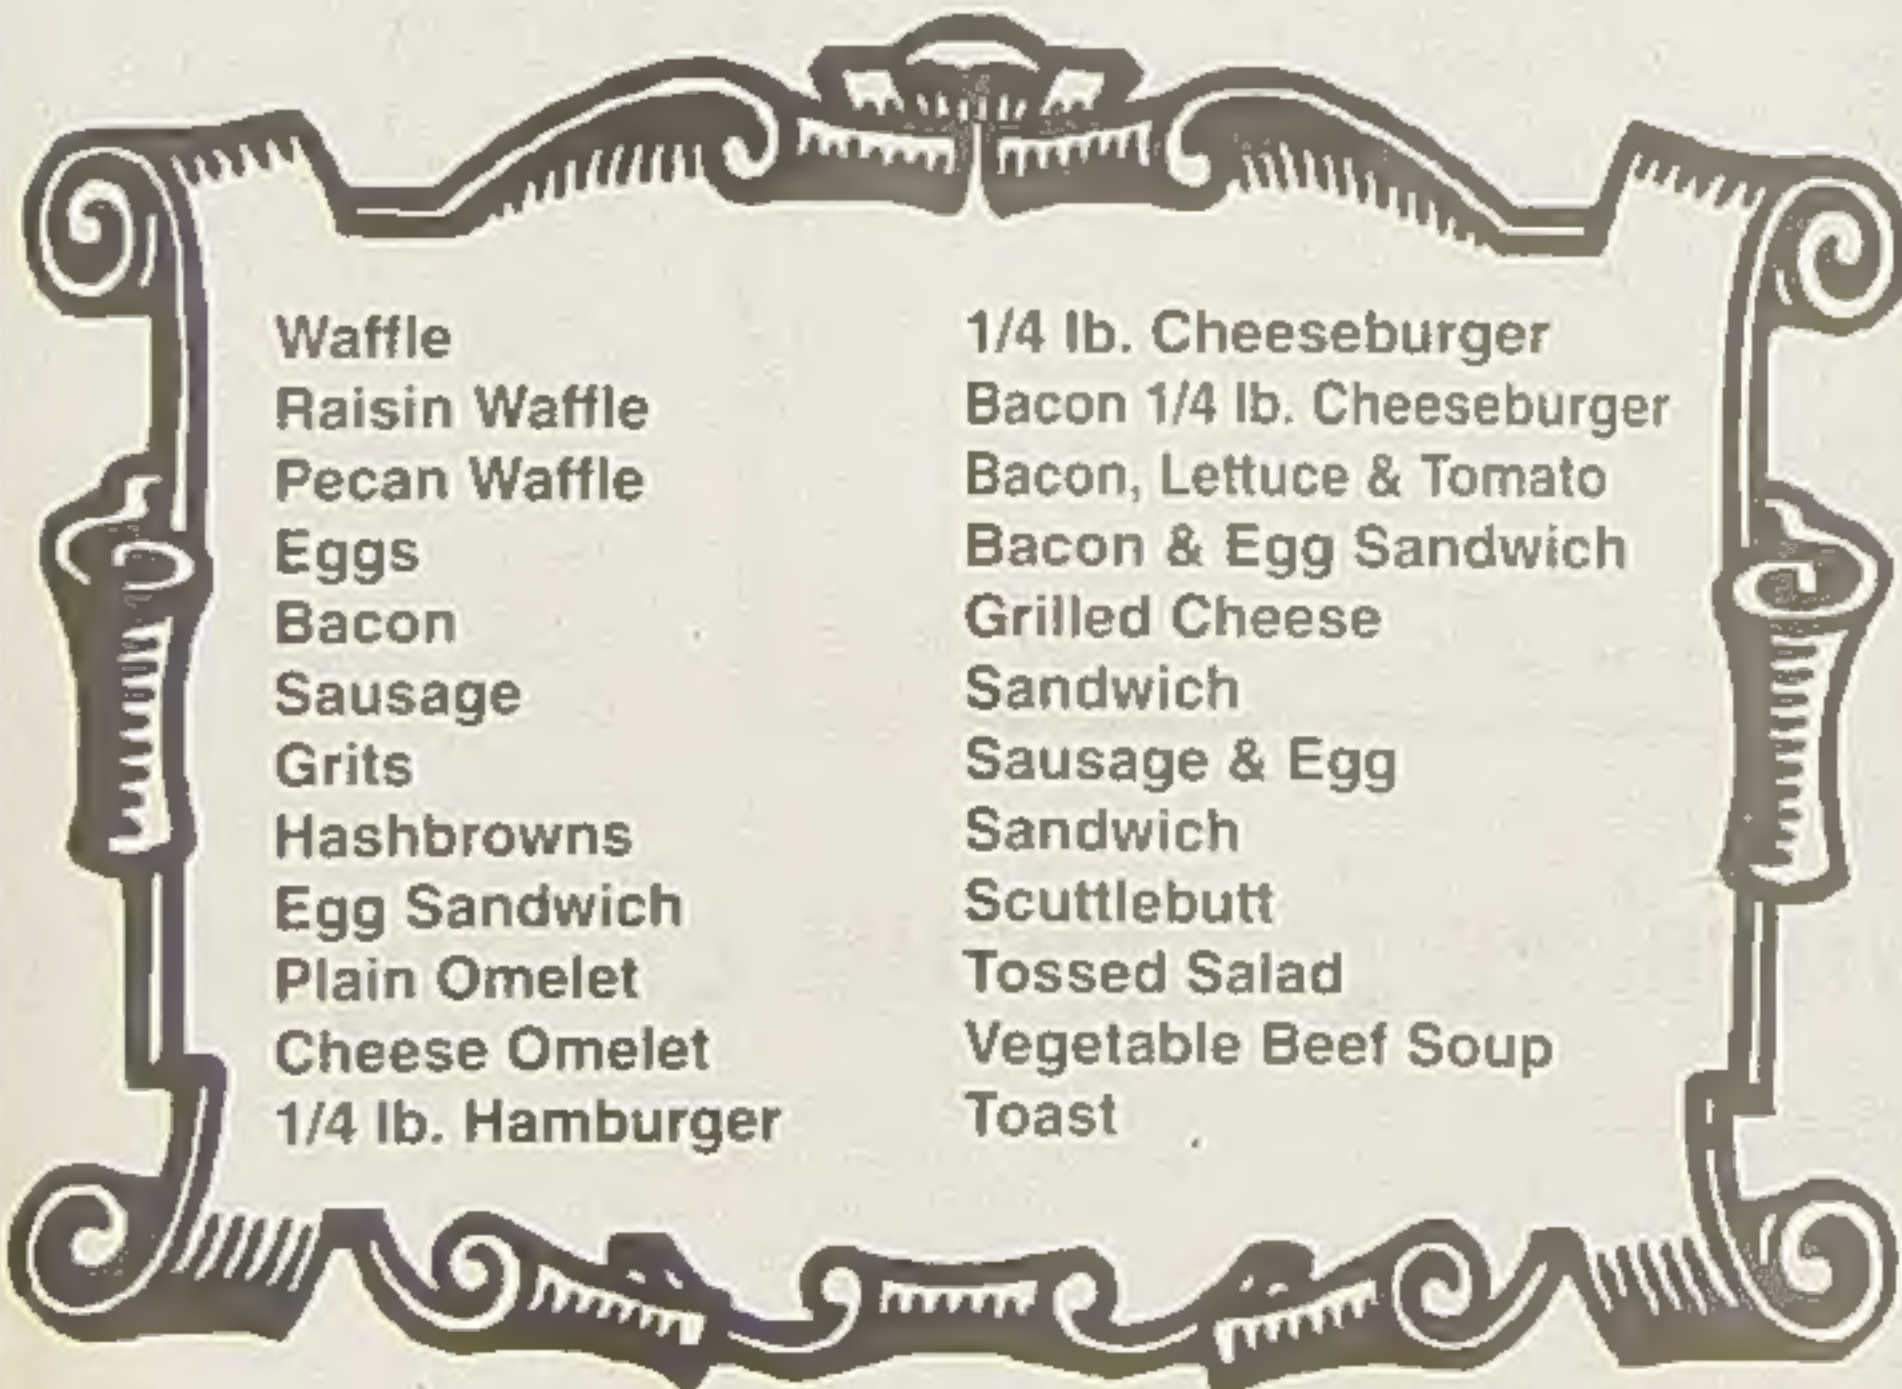 Waffle
Raisin Waffle
Pecan Waffle
Eggs
Bacon
Sausage
Grits
Hashbrowns
Egg Sandwich
Plain Omelet
Cheese Omelet
1/4 lb. Hamburger
1/4 lb. Cheeseburger
Bacon 1/4 lb. Cheeseburger
Bacon, Lettuce & Tomato
Bacon & Egg Sandwich
Grilled Cheese
Sandwich
Sausage & Egg
Sandwich
Scuttlebutt
Tossed Salad
Vegetable Beef Soup
Toast